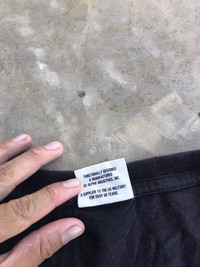 FUNCTIONALLY DESIGNED
& MANUFACTURED
BY ALPHA INDUSTRIES, INC.
A SUPPLIER TO THE US MILITARY
FOR OVER 50 YEARS